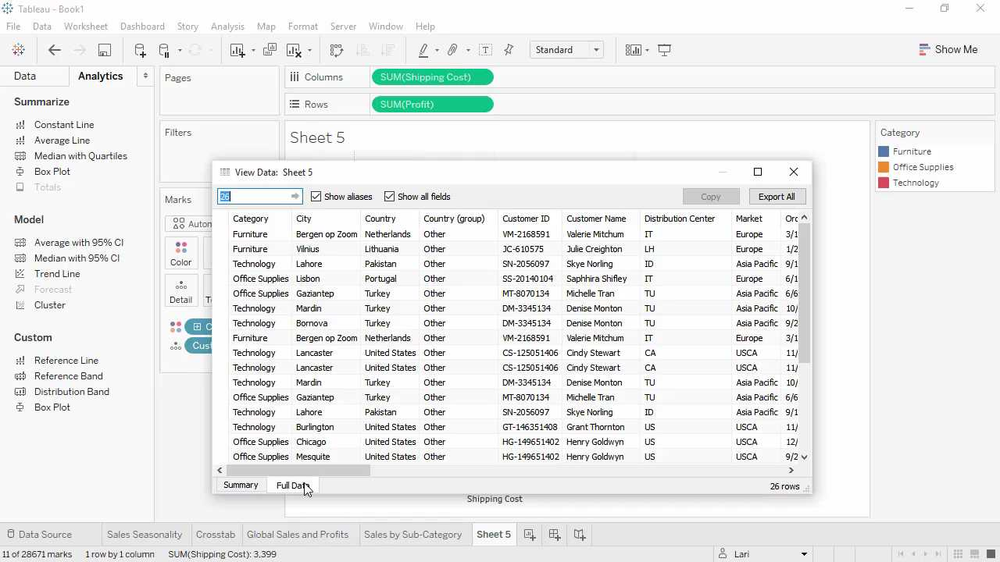 Tableau - Book1
File Data Worksheet Dashboard Story Analysis Map Format Server Window Help
Standard
Show Me
Data Analytics
Pages
Columns SUM(Shipping Cost)
Rows SUM(Profit)
Summarize
Constant Line
Average Line
Median with Quartiles
Box Plot
Totals
Model
Average with 95% CI
Median with 95% CI
Trend Line
Forecast
Cluster
Custom
Reference Line
Reference Band
Distribution Band
Box Plot
Filters
Marks
Color
Detail
Sheet 5
Category
Furniture
Office Supplies
Technology
View Data: Sheet 5
26 Show aliases Show all fields Copy Export All
Category City Country Country (group) Customer ID Customer Name Distribution Center Market
Furniture Bergen op Zoom Netherlands Other VM-2168591 Valerie Mitchum IT Europe 3/1
Furniture Vilnius Lithuania Other JC-610575 Julie Creighton LH Europe 1/2
Technology Lahore Pakistan Other SN-2056097 Skye Norling ID Asia Pacific 9/1
Office Supplies Lisbon Portugal Other SS-20140104 Saphhira Shifley IT Europe 6/1
Office Supplies Gaziantep Turkey Other MT-8070134 Michelle Tran TU Asia Pacific 6/6
Technology Mardin Turkey Other DM-3345134 Denise Monton TU Asia Pacific 10/
Technology Bornova Turkey Other DM-3345134 Denise Monton TU Asia Pacific 9/2
Furniture Bergen op Zoom Netherlands Other VM-2168591 Valerie Mitchum IT Europe 3/1
Technology Lancaster United States Other CS-125051406 Cindy Stewart CA USCA 11/
Technology Lancaster United States Other CS-125051406 Cindy Stewart CA USCA 11/
Technology Mardin Turkey Other DM-3345134 Denise Monton TU Asia Pacific 10/
Office Supplies Gaziantep Turkey Other MT-8070134 Michelle Tran TU Asia Pacific 6/6
Technology Lahore Pakistan Other SN-2056097 Skye Norling ID Asia Pacific 9/1
Technology Burlington United States Other GT-146351408 Grant Thornton US USCA 11/
Office Supplies Chicago United States Other HG-149651402 Henry Goldwyn US USCA 12/
Office Supplies Mesquite United States Other HG-149651402 Henry Goldwyn US USCA 9/2
Summary Full Data 26 rows
Shipping Cost
Data Source Sales Seasonality Crosstab Global Sales and Profits Sales by Sub-Category Sheet 5
11 of 28671 marks 1 row by 1 column SUM(Shipping Cost): 3,399 Lari